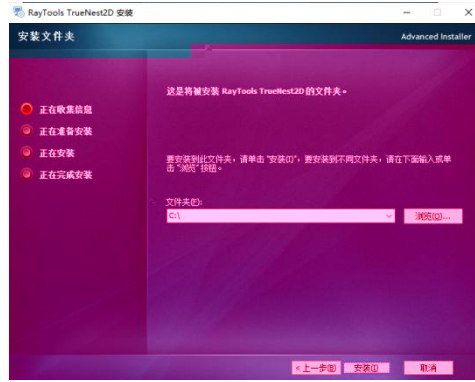 RayTools TrueNest2D 安装
安装文件夹
Advanced Installer
这是将被安装 RayTools TrueNest2D 的文件夹。
正在收集信息
正在准备安装
正在安装
正在完成安装
要安装到此文件夹，请单击 "安装(I)"，要安装到不同文件夹，请在下面输入或单
击 "浏览" 按钮。
文件夹(F):
C:\
浏览(O)...
<上一步(B)
安装(I)
取消